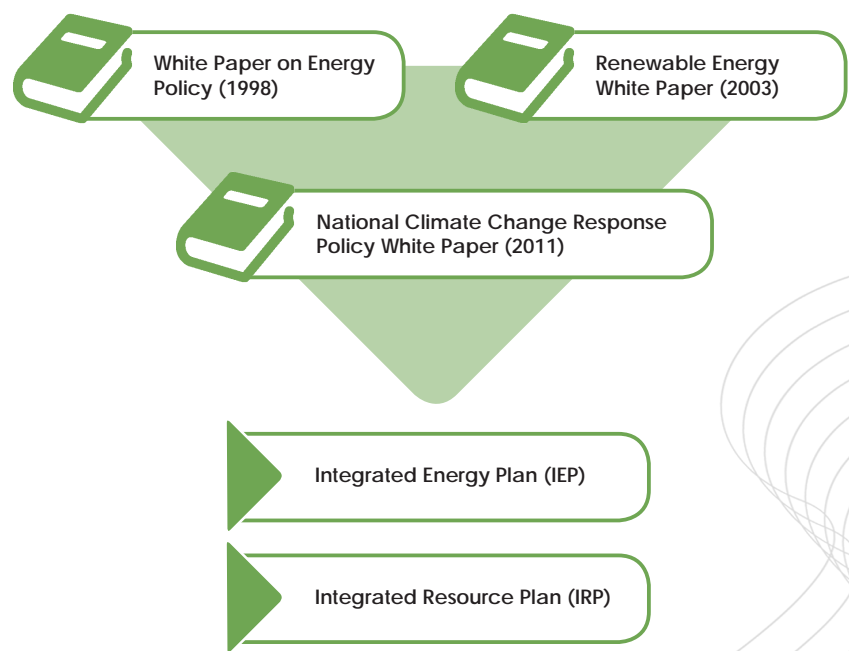 White Paper on Energy
Policy (1998)
Renewable Energy
White Paper (2003)
National Climate Change Response
Policy White Paper (2011)
Integrated Energy Plan (IEP)
Integrated Resource Plan (IRP)